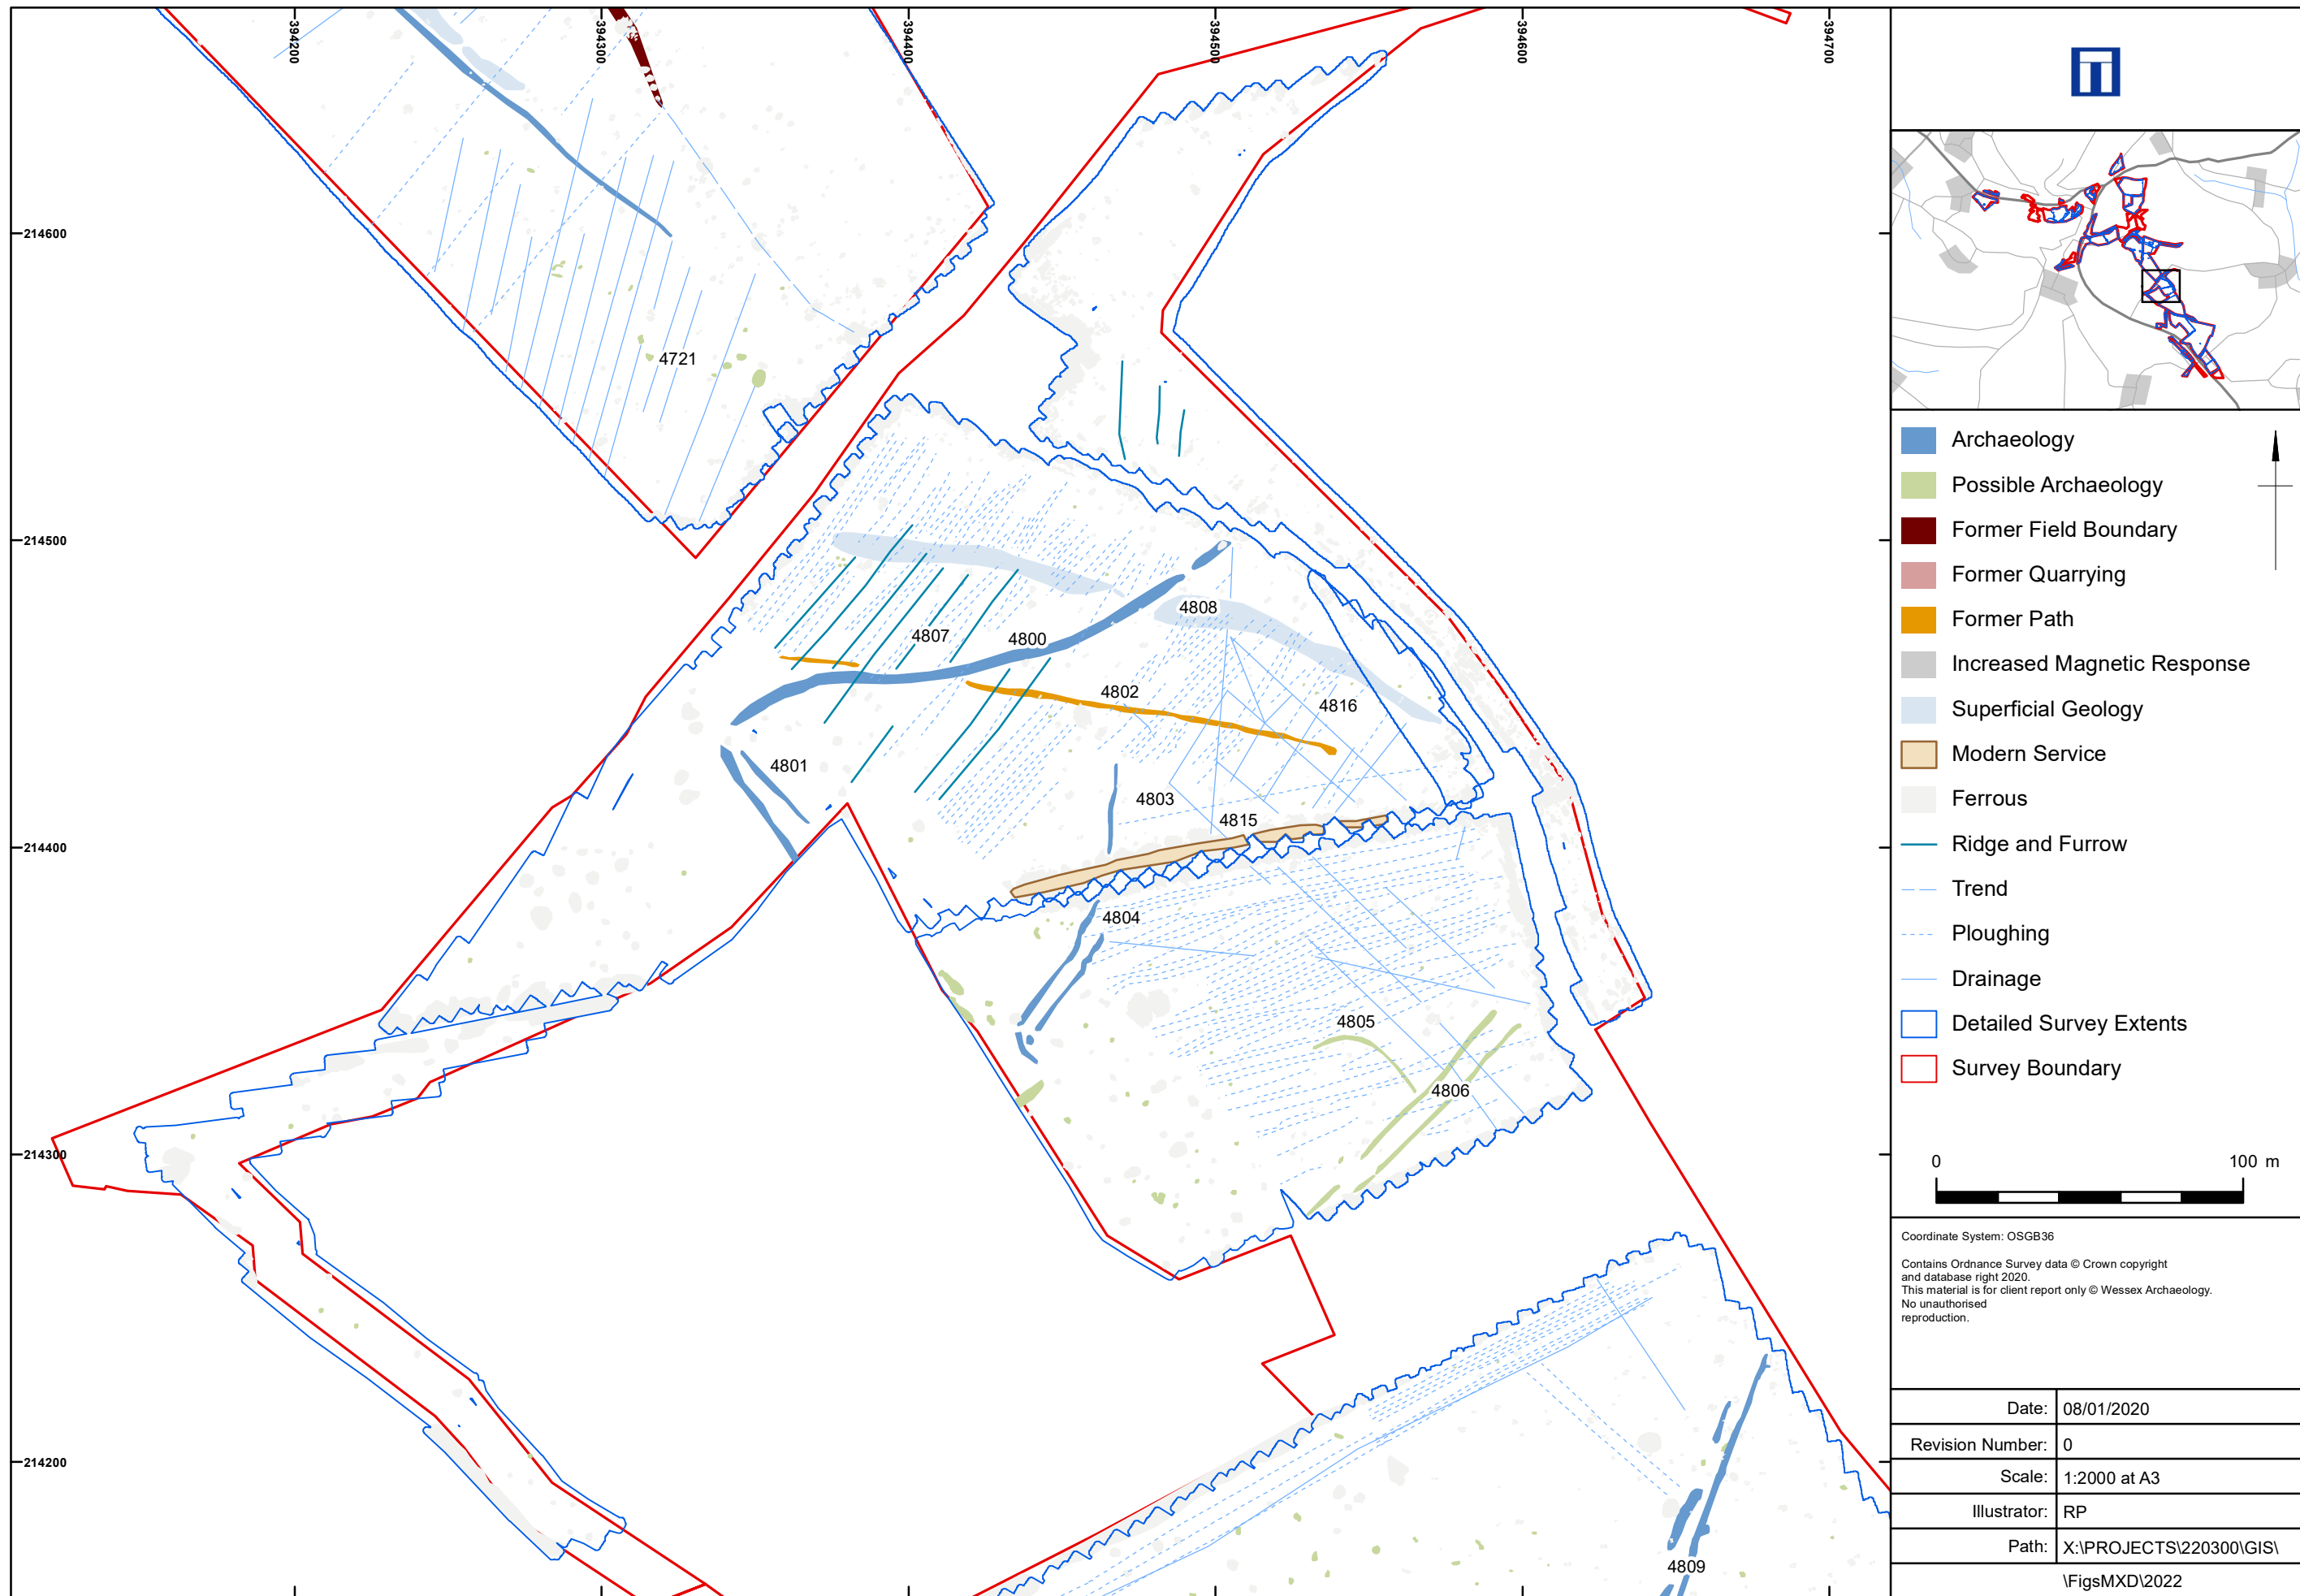 394200
394300
394400
394500
394600
394700
214600
214500
214400
214300
214200
4721
4808
4807
4800
4802
4816
4801
4803
4815
4804
4805
4806
4809
Archaeology
Possible Archaeology
Former Field Boundary
Former Quarrying
Former Path
Increased Magnetic Response
Superficial Geology
Modern Service
Ferrous
Ridge and Furrow
Trend
Ploughing
Drainage
Detailed Survey Extents
Survey Boundary
0 100 m
Coordinate System: OSGB36
Contains Ordnance Survey data © Crown copyright
and database right 2020.
This material is for client report only © Wessex Archaeology.
No unauthorised
reproduction.
Date: 08/01/2020
Revision Number: 0
Scale: 1:2000 at A3
Illustrator: RP
Path: X:\PROJECTS\220300\GIS\
\FigsMXD\2022